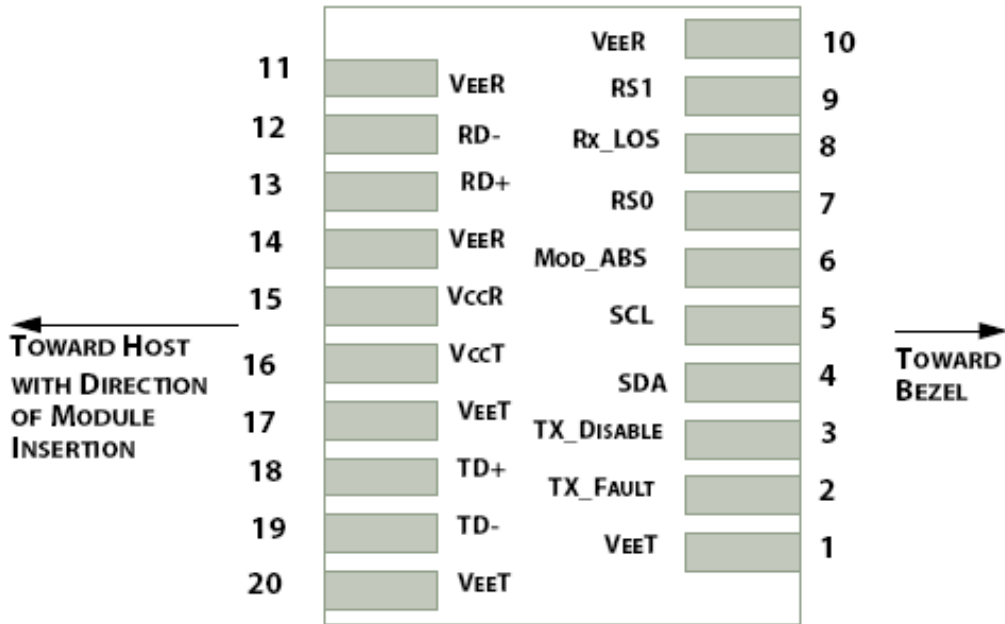 11 VEER
12 RD-
13 RD+
14 VEER
15 VCCR
16 VCCT
17 VEET
18 TD+
19 TD-
20 VEET
VEER 10
RS1 9
RX_LOS 8
RS0 7
MOD_ABS 6
SCL 5
SDA 4
TX_DISABLE 3
TX_FAULT 2
VEET 1
TOWARD HOST
WITH DIRECTION
OF MODULE
INSERTION
TOWARD
BEZEL